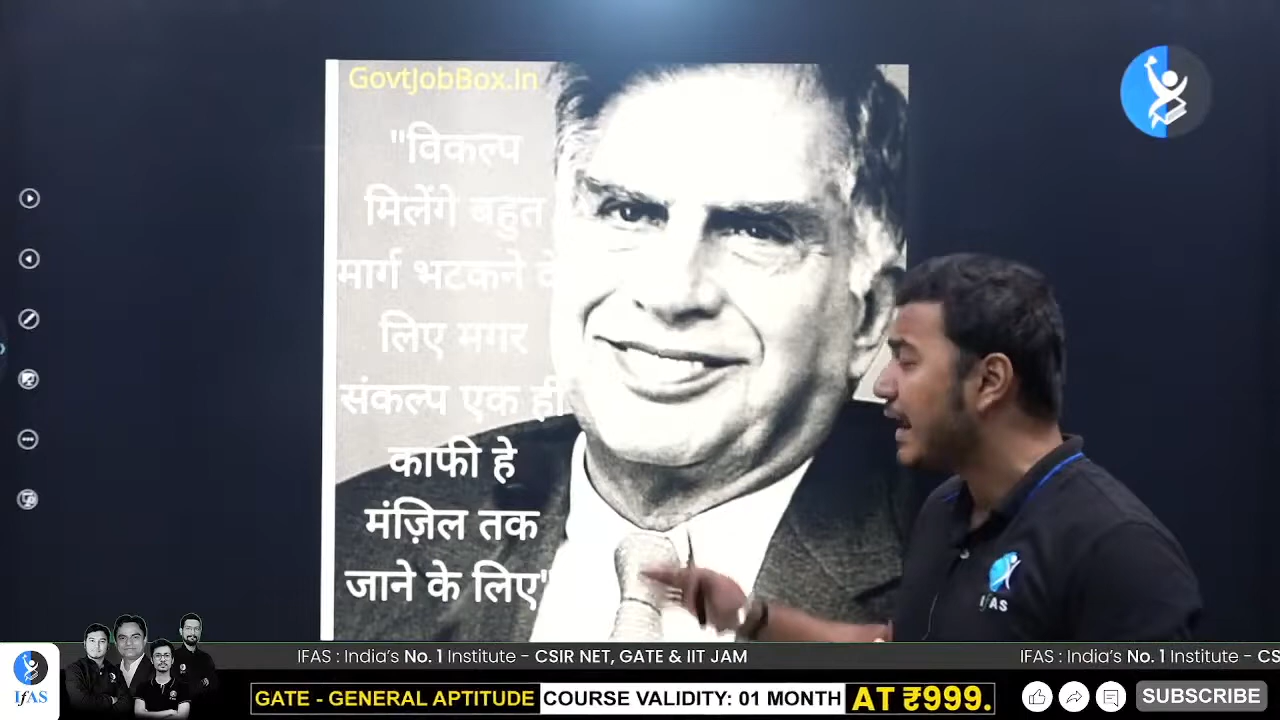 GovtJobBox.In
"विकल्प
मिलेंगे बहुत
मार्ग भटकने के
लिए मगर
संकल्प एक ही
काफी हे
मंज़िल तक
जाने के लिए"
IfAS
IFAS : India's No. 1 Institute - CSIR NET, GATE & IIT JAM
IFAS : India's No. 1 Institute - CS
IfAS
GATE - GENERAL APTITUDE COURSE VALIDITY: 01 MONTH AT ₹999.
SUBSCRIBE